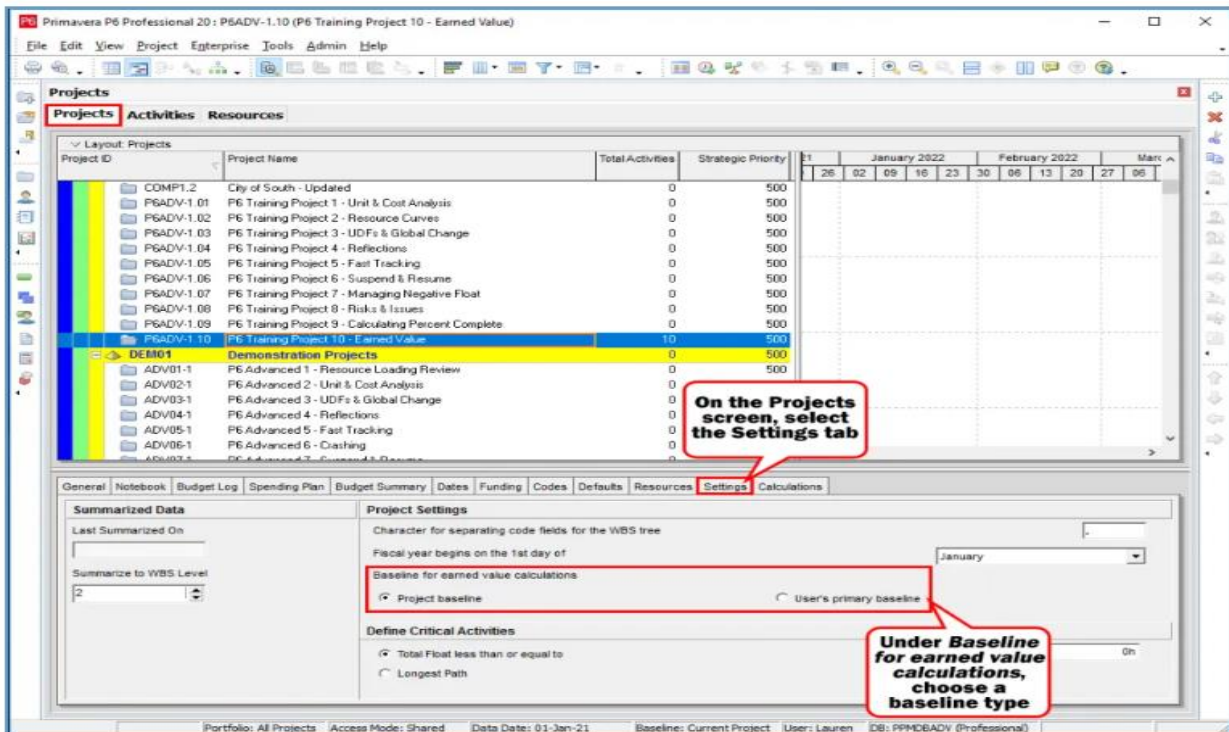 Primavera P6 Professional 20 : P6ADV-1.10 (P6 Training Project 10 - Earned Value)
File Edit View Project Enterprise Tools Admin Help
Projects
Projects Activities Resources
Layout: Projects
Project ID Project Name Total Activities Strategic Priority 21 January 2022 February 2022 Marc
26 02 09 16 23 30 06 13 20 27 06
COMP1.2 City of South - Updated 0 500
P6ADV-1.01 P6 Training Project 1 - Unit & Cost Analysis 0 500
P6ADV-1.02 P6 Training Project 2 - Resource Curves 0 500
P6ADV-1.03 P6 Training Project 3 - UDFs & Global Change 0 500
P6ADV-1.04 P6 Training Project 4 - Reflections 0 500
P6ADV-1.05 P6 Training Project 5 - Fast Tracking 0 500
P6ADV-1.06 P6 Training Project 6 - Suspend & Resume 0 500
P6ADV-1.07 P6 Training Project 7 - Managing Negative Float 0 500
P6ADV-1.08 P6 Training Project 8 - Risks & Issues 0 500
P6ADV-1.09 P6 Training Project 9 - Calculating Percent Complete 0 500
P6ADV-1.10 P6 Training Project 10 - Earned Value 10 500
DEM01 Demonstration Projects 0 500
ADV01-1 P6 Advanced 1 - Resource Loading Review 0 500
ADV02-1 P6 Advanced 2 - Unit & Cost Analysis 0
ADV03-1 P6 Advanced 3 - UDFs & Global Change 0
ADV04-1 P6 Advanced 4 - Reflections 0
ADV05-1 P6 Advanced 5 - Fast Tracking 0
ADV06-1 P6 Advanced 6 - Crashing 0
ADV07-1 P6 Advanced 7 - Suspend & Resume 0
On the Projects
screen, select
the Settings tab
General Notebook Budget Log Spending Plan Budget Summary Dates Funding Codes Defaults Resources Settings Calculations
Summarized Data
Last Summarized On
Summarize to WBS Level
2
Project Settings
Character for separating code fields for the WBS tree .
Fiscal year begins on the 1st day of January
Baseline for earned value calculations
Project baseline User's primary baseline
Define Critical Activities
Total Float less than or equal to 0h
Longest Path
Under Baseline
for earned value
calculations,
choose a
baseline type
Portfolio: All Projects Access Mode: Shared Data Date: 01-Jan-21 Baseline: Current Project User: Lauren DB: PPMDBADV (Professional)